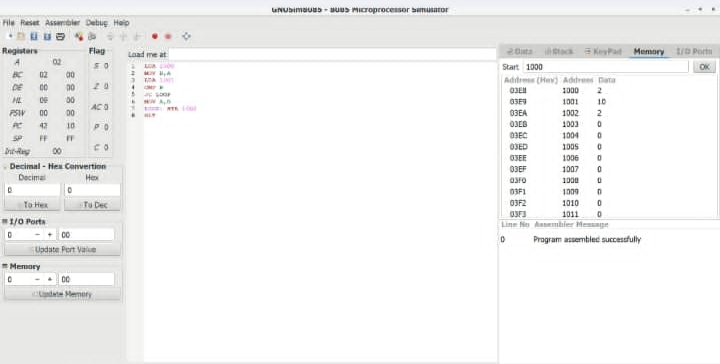 GNUSim8085 - 8085 Microprocessor Simulator
File Reset Assembler Debug Help
Registers
A 02
BC 02 00
DE 00 00
HL 09 00
PSW 00 00
PC 42 10
SP FF FF
Int-Reg 00
Flag
S 0
Z 0
AC 0
P 0
C 0
Decimal - Hex Convertion
Decimal Hex
0 0
To Hex To Dec
I/O Ports
0 - + 00
Update Port Value
Memory
0 - + 00
Update Memory
Load me at
1 LDA 1000
2 MOV B,A
3 LDA 1001
4 CMP B
5 JC LOOP
6 MOV A,B
7 LOOP: STA 1002
8 HLT
Data Stack KeyPad Memory I/O Ports
Start 1000 OK
Address (Hex) Address Data
03E8 1000 2
03E9 1001 10
03EA 1002 2
03EB 1003 0
03EC 1004 0
03ED 1005 0
03EE 1006 0
03EF 1007 0
03F0 1008 0
03F1 1009 0
03F2 1010 0
03F3 1011 0
Line No Assembler Message
0 Program assembled successfully